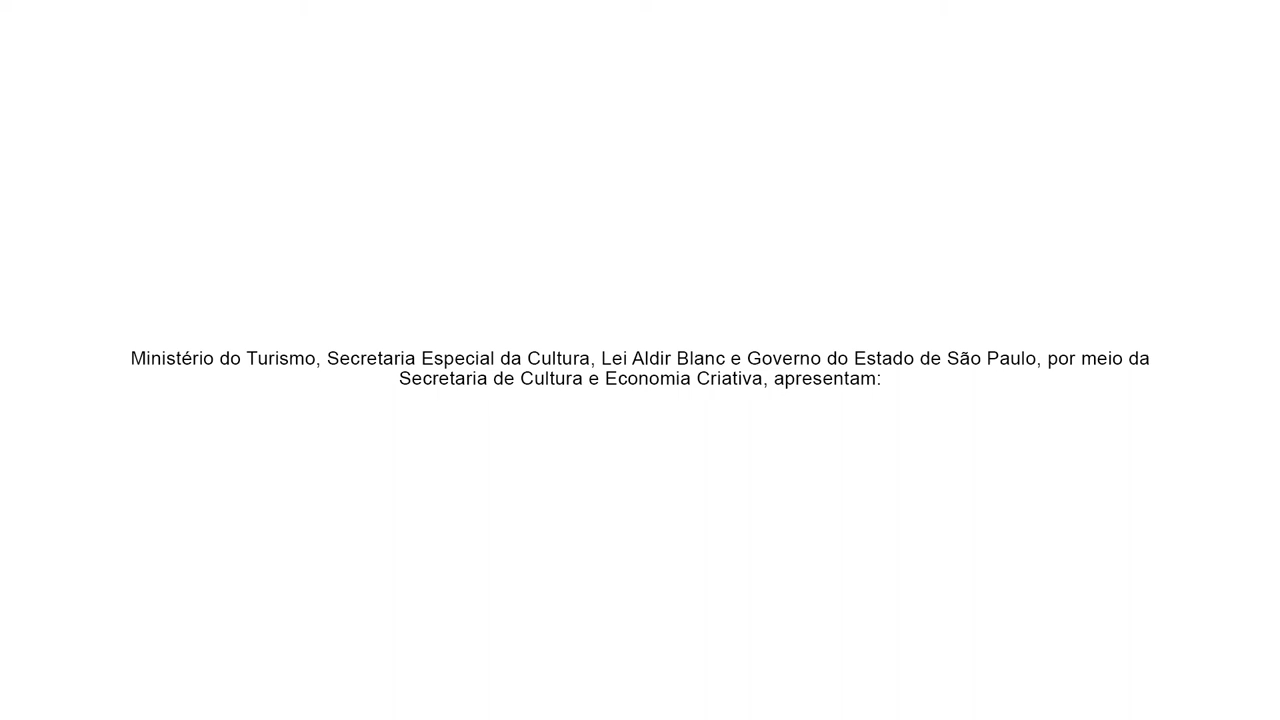 Ministério do Turismo, Secretaria Especial da Cultura, Lei Aldir Blanc e Governo do Estado de São Paulo, por meio da
Secretaria de Cultura e Economia Criativa, apresentam: